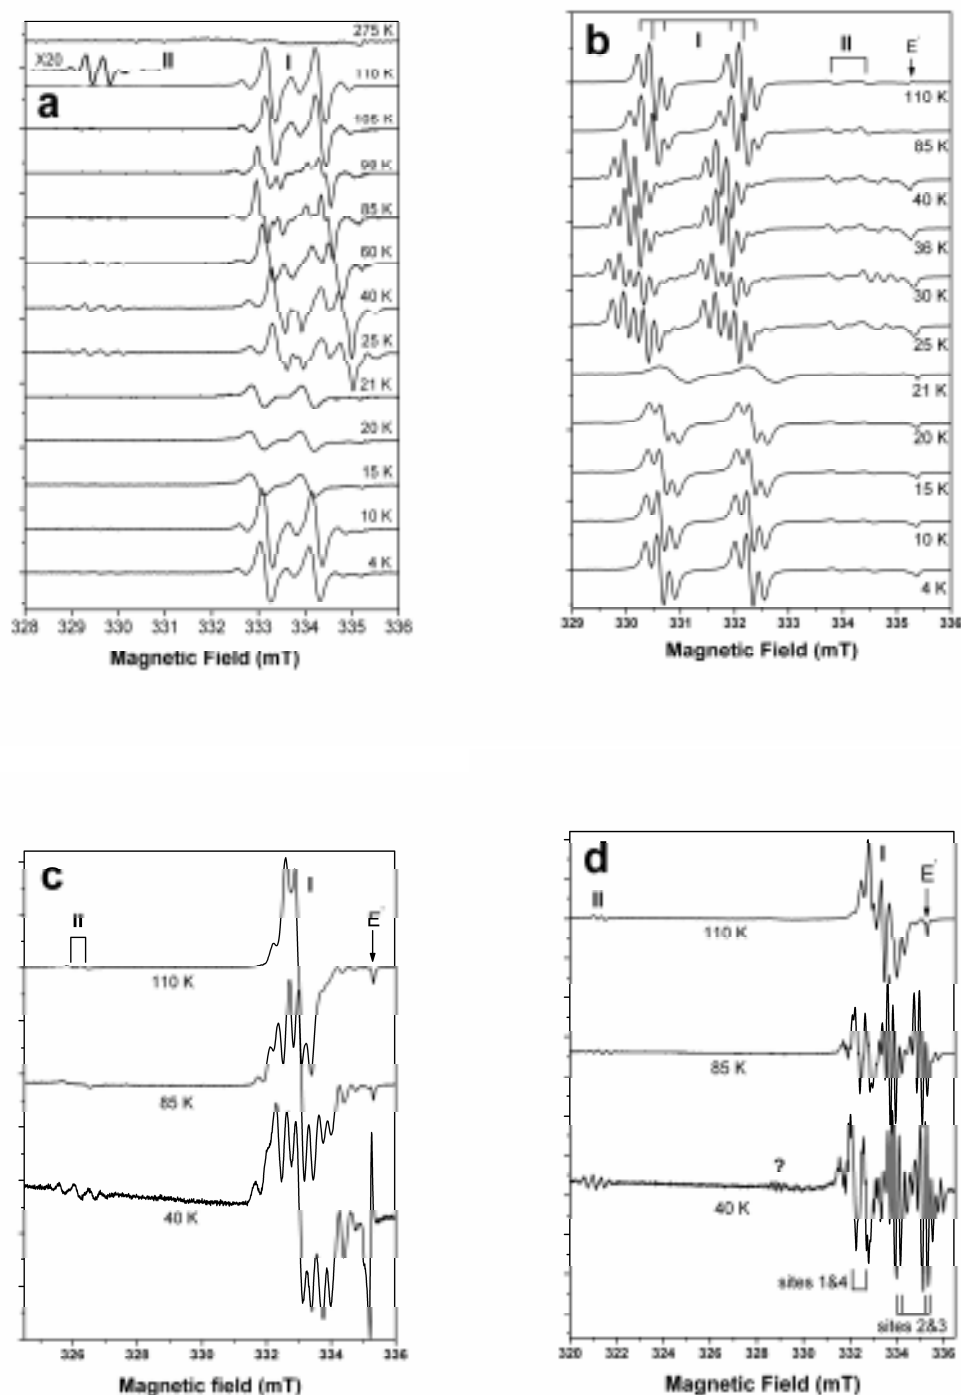 275 K
X20
II
I
110 K
a
106 K
90 K
85 K
60 K
40 K
25 K
21 K
20 K
15 K
10 K
4 K
328 329 330 331 332 333 334 335 336
Magnetic Field (mT)
b
I
II
E'
110 K
85 K
40 K
36 K
30 K
25 K
21 K
20 K
15 K
10 K
4 K
329 330 331 332 333 334 335 336
Magnetic Field (mT)
c
II
I
E'
110 K
85 K
40 K
326 328 330 332 334 336
Magnetic field (mT)
d
II
I
E'
110 K
85 K
?
40 K
sites 1&4
sites 2&3
320 322 324 326 328 330 332 334 336
Magnetic Field (mT)